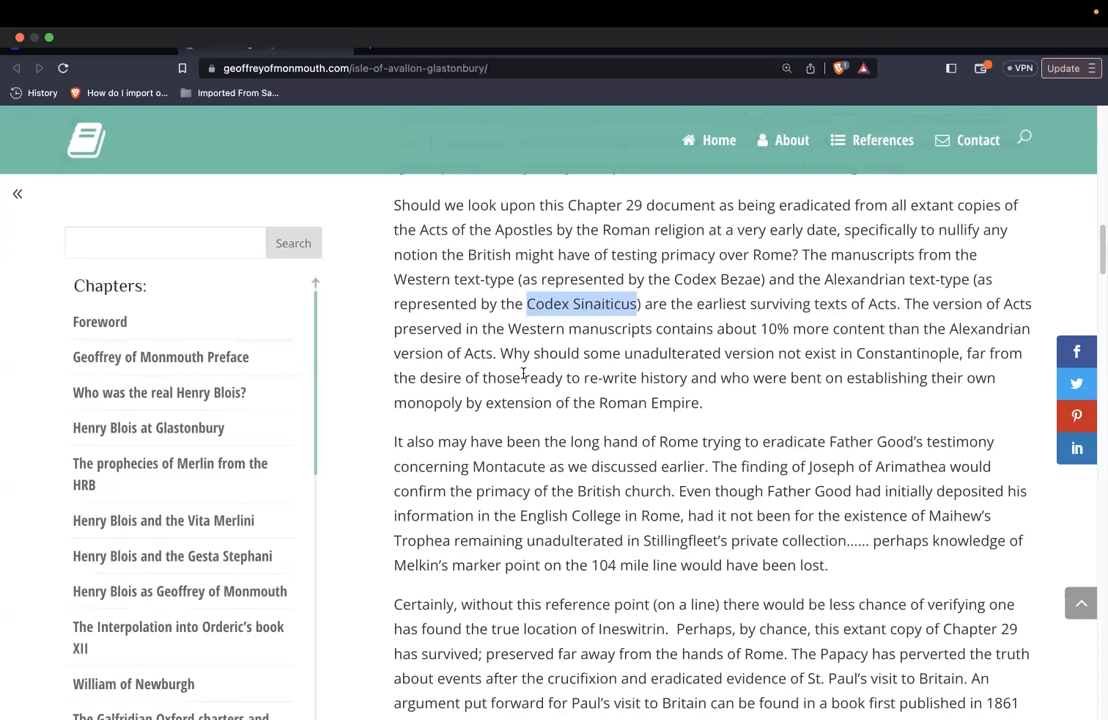 geoffreyofmonmouth.com/isle-of-avallon-glastonbury/
1
VPN
Update
History
How do I import o...
Imported From Sa...
Home
About
References
Contact
«
Search
Chapters:
Foreword
Geoffrey of Monmouth Preface
Who was the real Henry Blois?
Henry Blois at Glastonbury
The prophecies of Merlin from the
HRB
Henry Blois and the Vita Merlini
Henry Blois and the Gesta Stephani
Henry Blois as Geoffrey of Monmouth
The Interpolation into Orderic’s book
XII
William of Newburgh
The Galfridian Oxford charters and
Should we look upon this Chapter 29 document as being eradicated from all extant copies of
the Acts of the Apostles by the Roman religion at a very early date, specifically to nullify any
notion the British might have of testing primacy over Rome? The manuscripts from the
Western text-type (as represented by the Codex Bezae) and the Alexandrian text-type (as
represented by the Codex Sinaiticus) are the earliest surviving texts of Acts. The version of Acts
preserved in the Western manuscripts contains about 10% more content than the Alexandrian
version of Acts. Why should some unadulterated version not exist in Constantinople, far from
the desire of those ready to re-write history and who were bent on establishing their own
monopoly by extension of the Roman Empire.
It also may have been the long hand of Rome trying to eradicate Father Good’s testimony
concerning Montacute as we discussed earlier. The finding of Joseph of Arimathea would
confirm the primacy of the British church. Even though Father Good had initially deposited his
information in the English College in Rome, had it not been for the existence of Maihew’s
Trophea remaining unadulterated in Stillingfleet’s private collection…… perhaps knowledge of
Melkin’s marker point on the 104 mile line would have been lost.
Certainly, without this reference point (on a line) there would be less chance of verifying one
has found the true location of Ineswitrin. Perhaps, by chance, this extant copy of Chapter 29
has survived; preserved far away from the hands of Rome. The Papacy has perverted the truth
about events after the crucifixion and eradicated evidence of St. Paul’s visit to Britain. An
argument put forward for Paul’s visit to Britain can be found in a book first published in 1861